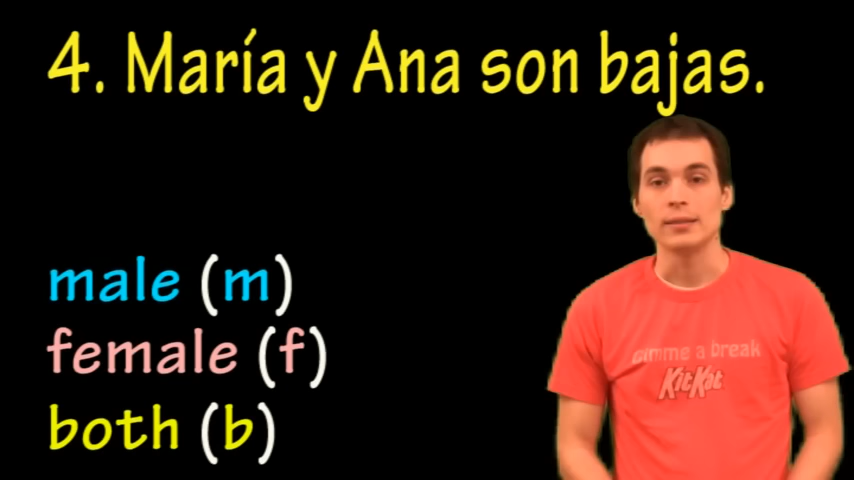 4. María y Ana son bajas.
male (m)
female (f)
both (b)
Gimme a break
KitKat